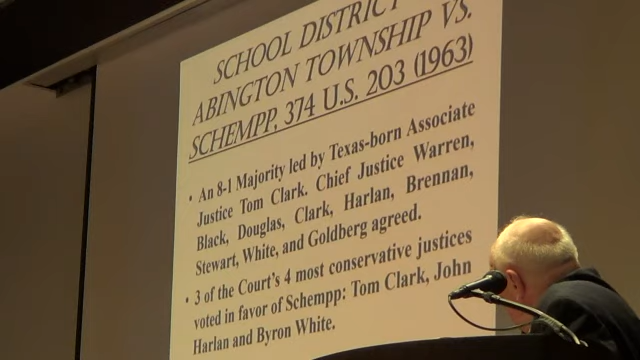 SCHOOL DISTRICT
ABINGTON TOWNSHIP VS.
SCHEMPP, 374 U.S. 203 (1963)
• An 8-1 Majority led by Texas-born Associate
Justice Tom Clark. Chief Justice Warren,
Black, Douglas, Clark, Harlan, Brennan,
Stewart, White, and Goldberg agreed.
• 3 of the Court's 4 most conservative justices
voted in favor of Schempp: Tom Clark, John
Harlan and Byron White.